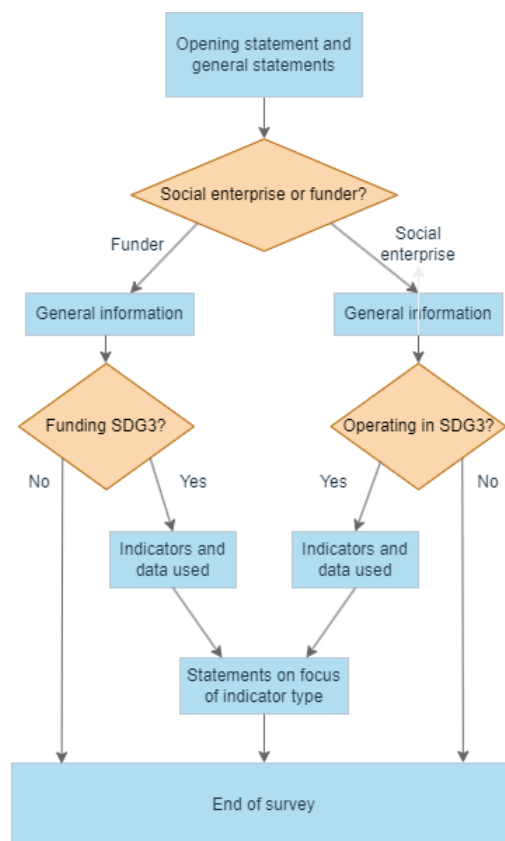 Opening statement and
general statements
Social enterprise or funder?
Funder
Social
enterprise
General information
General information
Funding SDG3?
Operating in SDG3?
No
Yes
Yes
No
Indicators and
data used
Indicators and
data used
Statements on focus
of indicator type
End of survey